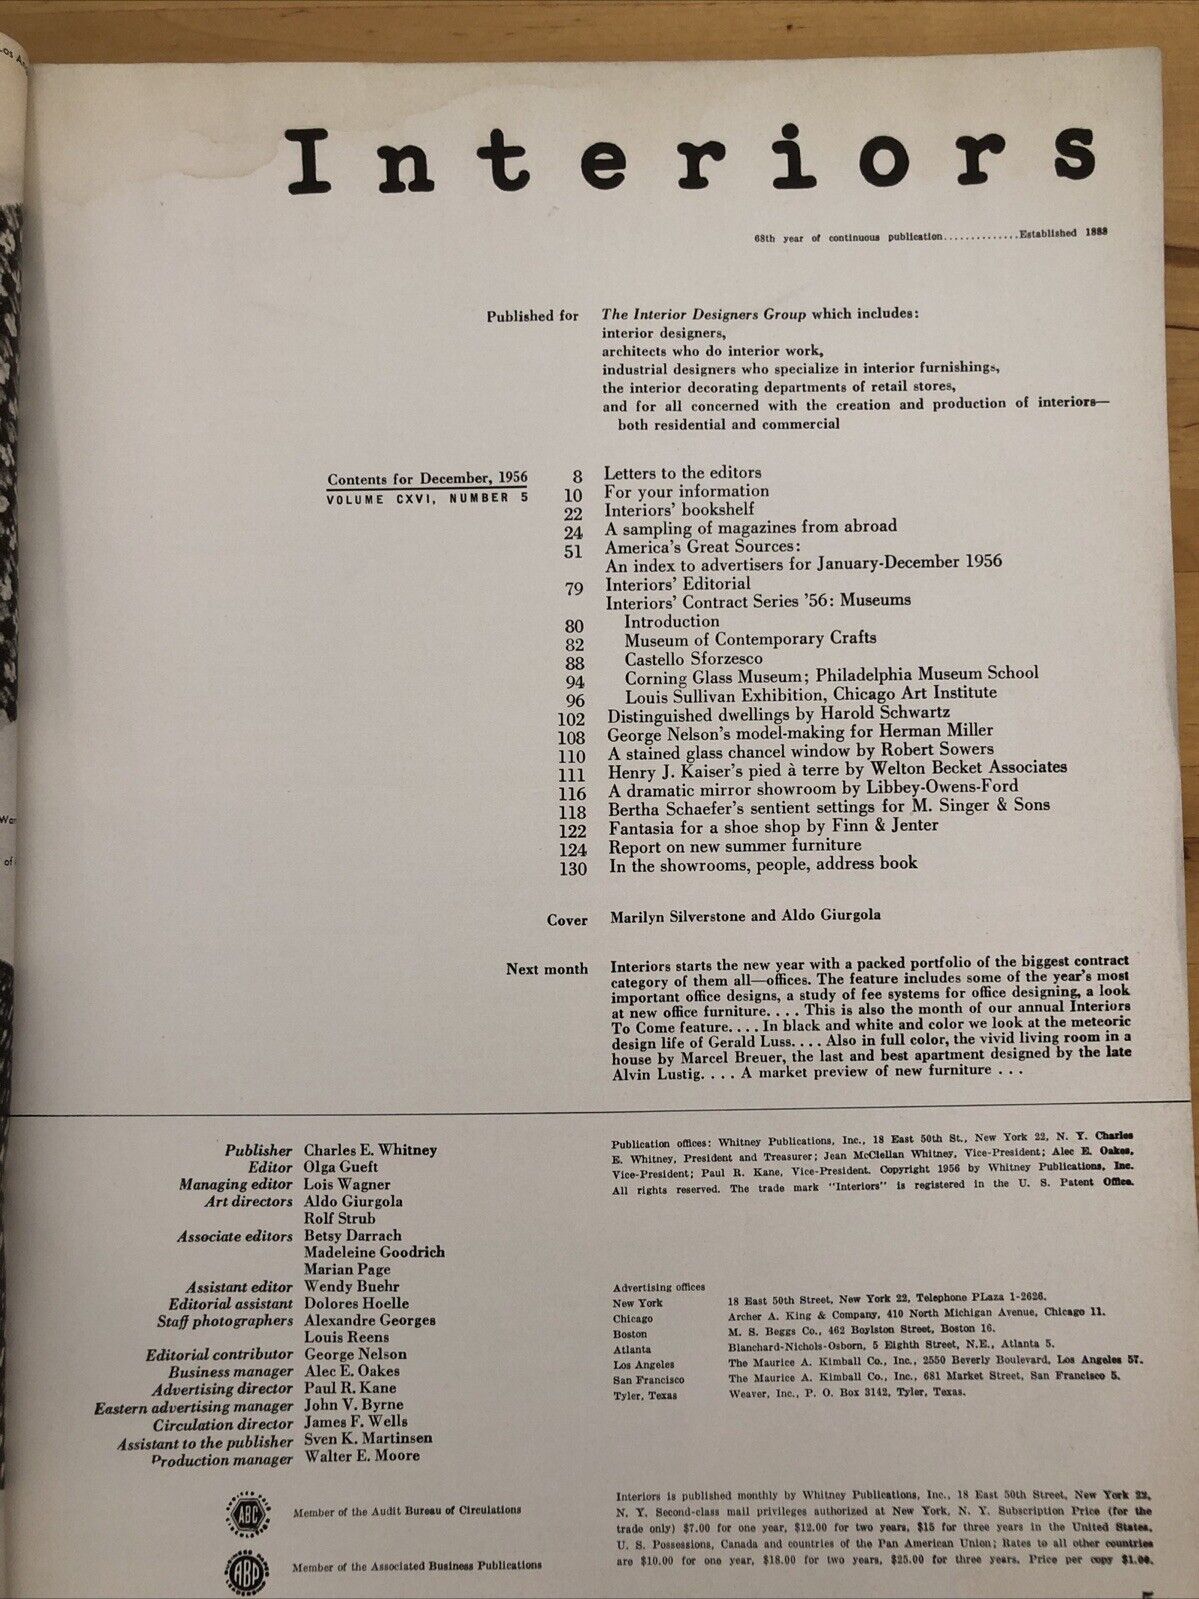 Los An
Interiors
68th year of continuous publication..............Established 1888
Published for The Interior Designers Group which includes:
interior designers,
architects who do interior work,
industrial designers who specialize in interior furnishings,
the interior decorating departments of retail stores,
and for all concerned with the creation and production of interiors—
both residential and commercial
Contents for December, 1956
VOLUME CXVI, NUMBER 5
8 Letters to the editors
10 For your information
22 Interiors' bookshelf
24 A sampling of magazines from abroad
51 America's Great Sources:
An index to advertisers for January-December 1956
79 Interiors' Editorial
Interiors' Contract Series '56: Museums
80 Introduction
82 Museum of Contemporary Crafts
88 Castello Sforzesco
94 Corning Glass Museum; Philadelphia Museum School
96 Louis Sullivan Exhibition, Chicago Art Institute
102 Distinguished dwellings by Harold Schwartz
108 George Nelson's model-making for Herman Miller
110 A stained glass chancel window by Robert Sowers
111 Henry J. Kaiser's pied à terre by Welton Becket Associates
116 A dramatic mirror showroom by Libbey-Owens-Ford
118 Bertha Schaefer's sentient settings for M. Singer & Sons
122 Fantasia for a shoe shop by Finn & Jenter
124 Report on new summer furniture
130 In the showrooms, people, address book
Cover Marilyn Silverstone and Aldo Giurgola
Next month Interiors starts the new year with a packed portfolio of the biggest contract
category of them all—offices. The feature includes some of the year's most
important office designs, a study of fee systems for office designing, a look
at new office furniture.... This is also the month of our annual Interiors
To Come feature.... In black and white and color we look at the meteoric
design life of Gerald Luss.... Also in full color, the vivid living room in a
house by Marcel Breuer, the last and best apartment designed by the late
Alvin Lustig.... A market preview of new furniture ...
Publisher Charles E. Whitney
Editor Olga Gueft
Managing editor Lois Wagner
Art directors Aldo Giurgola
Rolf Strub
Associate editors Betsy Darrach
Madeleine Goodrich
Marian Page
Assistant editor Wendy Buehr
Editorial assistant Dolores Hoelle
Staff photographers Alexandre Georges
Louis Reens
Editorial contributor George Nelson
Business manager Alec E. Oakes
Advertising director Paul R. Kane
Eastern advertising manager John V. Byrne
Circulation director James F. Wells
Assistant to the publisher Sven K. Martinsen
Production manager Walter E. Moore
ABC Member of the Audit Bureau of Circulations
ABP Member of the Associated Business Publications
Publication offices: Whitney Publications, Inc., 18 East 50th St., New York 22, N. Y. Charles
E. Whitney, President and Treasurer; Jean McClellan Whitney, Vice-President; Alec E. Oakes,
Vice-President; Paul R. Kane, Vice-President. Copyright 1956 by Whitney Publications, Inc.
All rights reserved. The trade mark "Interiors" is registered in the U. S. Patent Office.
Advertising offices
New York 18 East 50th Street, New York 22, Telephone PLaza 1-2626.
Chicago Archer A. King & Company, 410 North Michigan Avenue, Chicago 11.
Boston M. S. Beggs Co., 462 Boylston Street, Boston 16.
Atlanta Blanchard-Nichols-Osborn, 5 Eighth Street, N.E., Atlanta 5.
Los Angeles The Maurice A. Kimball Co., Inc., 2550 Beverly Boulevard, Los Angeles 57.
San Francisco The Maurice A. Kimball Co., Inc., 681 Market Street, San Francisco 5.
Tyler, Texas Weaver, Inc., P. O. Box 3142, Tyler, Texas.
Interiors is published monthly by Whitney Publications, Inc., 18 East 50th Street, New York 22,
N. Y. Second-class mail privileges authorized at New York, N. Y. Subscription Price (for the
trade only) $7.00 for one year, $12.00 for two years, $15 for three years in the United States,
U. S. Possessions, Canada and countries of the Pan American Union; Rates to all other countries
are $10.00 for one year, $18.00 for two years, $25.00 for three years. Price per copy $1.00.